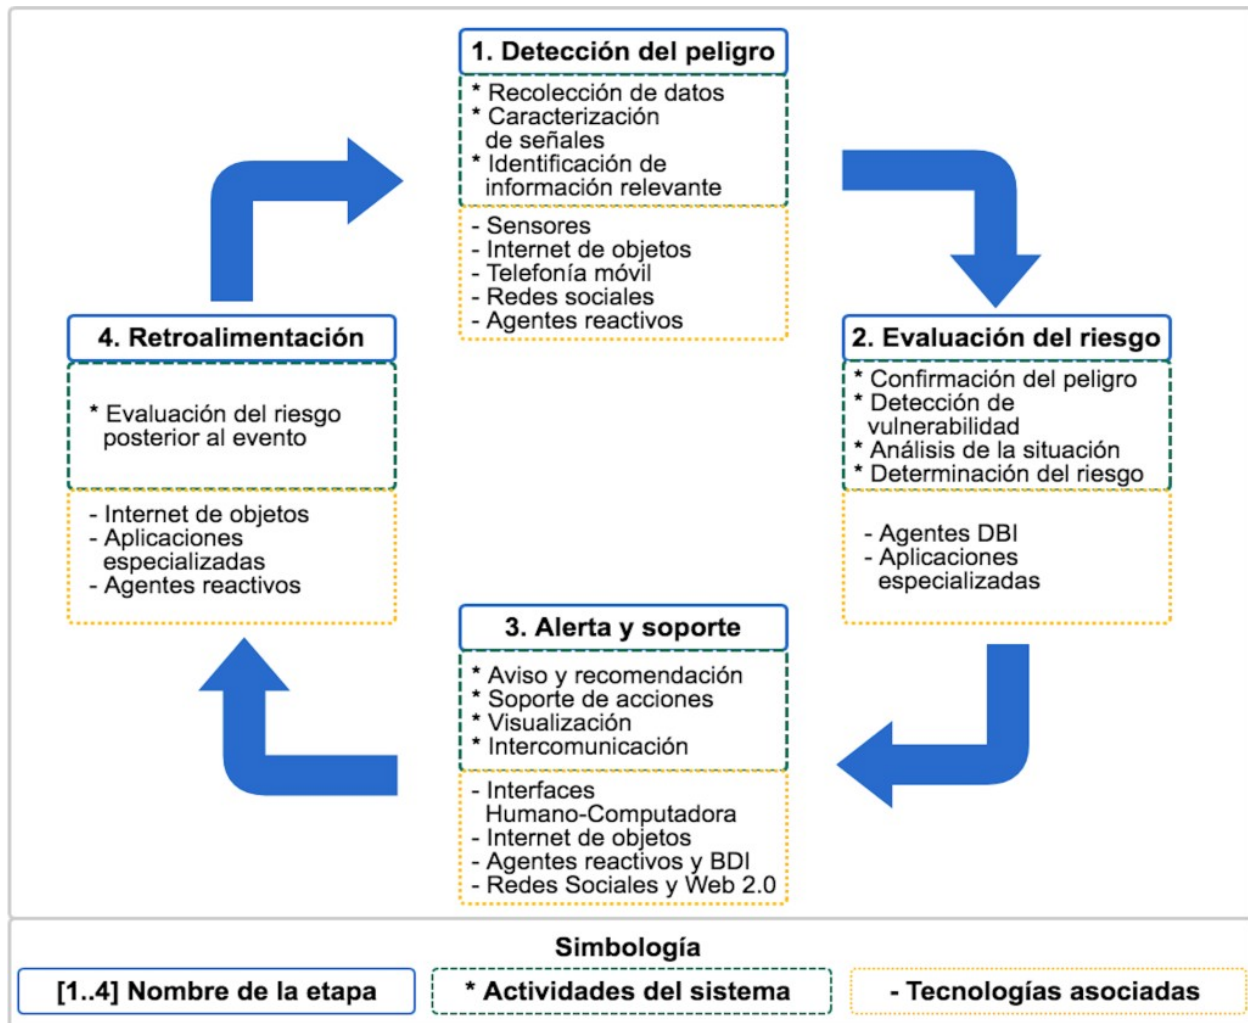 1. Detección del peligro
* Recolección de datos
* Caracterización
de señales
* Identificación de
información relevante
- Sensores
- Internet de objetos
- Telefonía móvil
- Redes sociales
- Agentes reactivos
2. Evaluación del riesgo
* Confirmación del peligro
* Detección de
vulnerabilidad
* Análisis de la situación
* Determinación del riesgo
- Agentes DBI
- Aplicaciones
especializadas
3. Alerta y soporte
* Aviso y recomendación
* Soporte de acciones
* Visualización
* Intercomunicación
- Interfaces
Humano-Computadora
- Internet de objetos
- Agentes reactivos y BDI
- Redes Sociales y Web 2.0
4. Retroalimentación
* Evaluación del riesgo
posterior al evento
- Internet de objetos
- Aplicaciones
especializadas
- Agentes reactivos
Simbología
[1..4] Nombre de la etapa
* Actividades del sistema
- Tecnologías asociadas